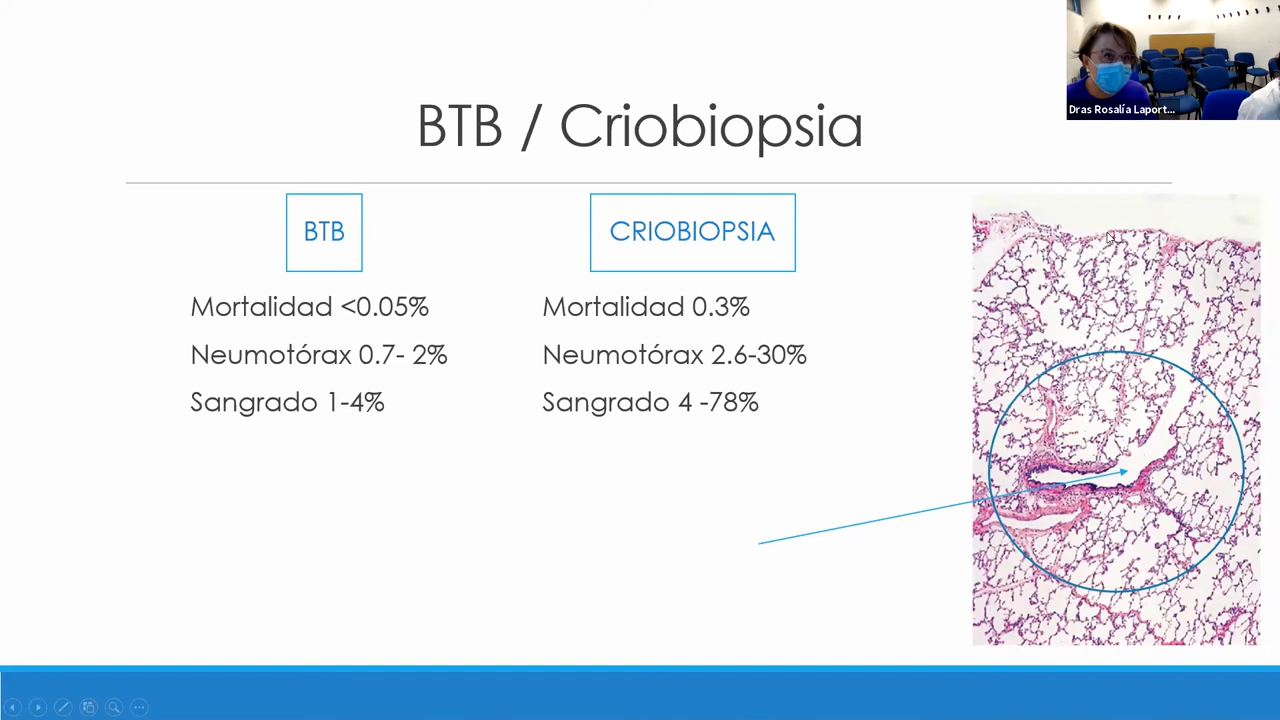 Dras Rosalía Laport...
BTB / Criobiopsia
BTB
CRIOBIOPSIA
Mortalidad <0.05%
Neumotórax 0.7- 2%
Sangrado 1-4%
Mortalidad 0.3%
Neumotórax 2.6-30%
Sangrado 4 -78%